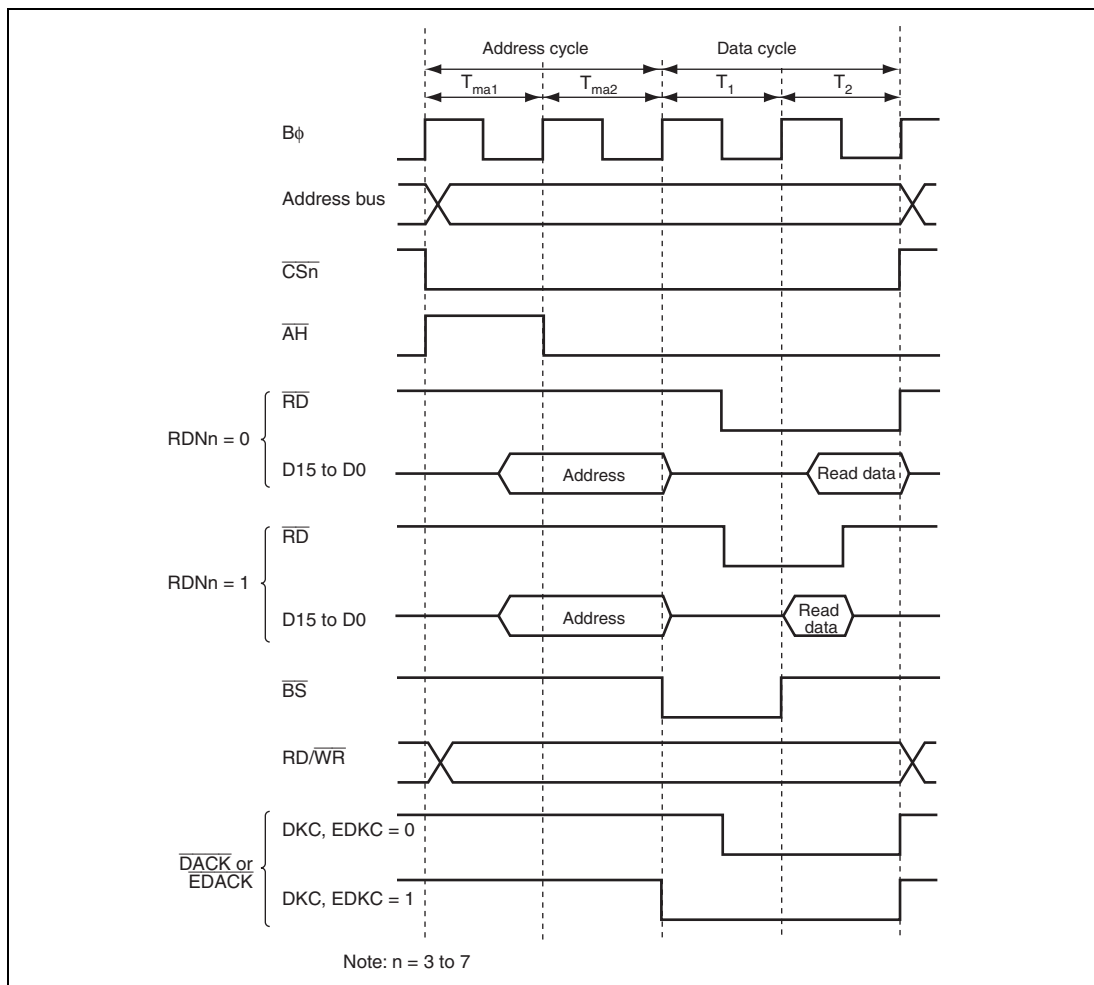 Address cycle Data cycle
Tma1 Tma2 T1 T2
Bϕ
Address bus
CSn
AH
RD
RDNn = 0
D15 to D0 Address Read data
RD
RDNn = 1
D15 to D0 Address Read
data
BS
RD/WR
DKC, EDKC = 0
DACK or
EDACK
DKC, EDKC = 1
Note: n = 3 to 7